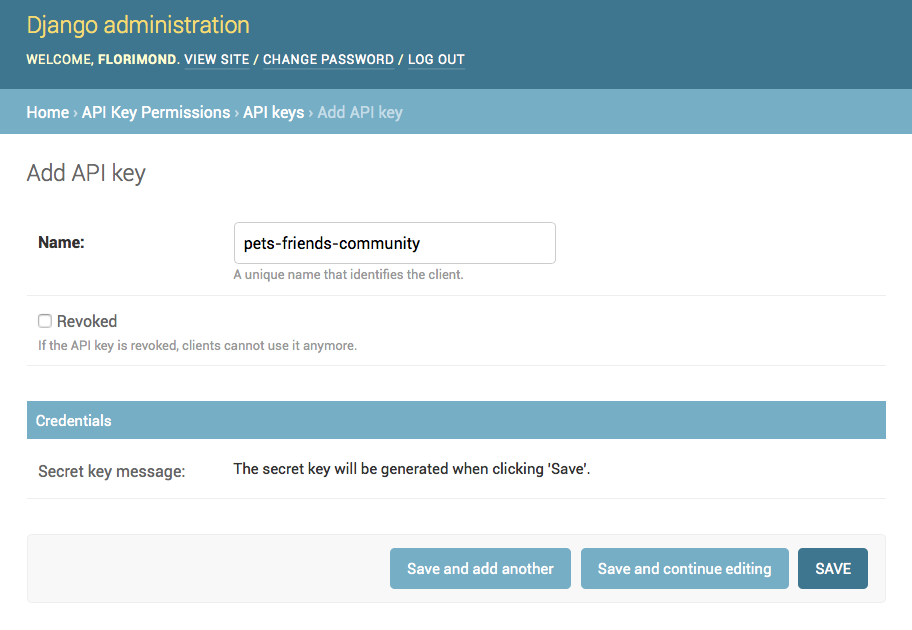 Django administration
WELCOME, FLORIMOND. VIEW SITE / CHANGE PASSWORD / LOG OUT
Home › API Key Permissions › API keys › Add API key
Add API key
Name:
pets-friends-community
A unique name that identifies the client.
Revoked
If the API key is revoked, clients cannot use it anymore.
Credentials
Secret key message:
The secret key will be generated when clicking 'Save'.
Save and add another
Save and continue editing
SAVE